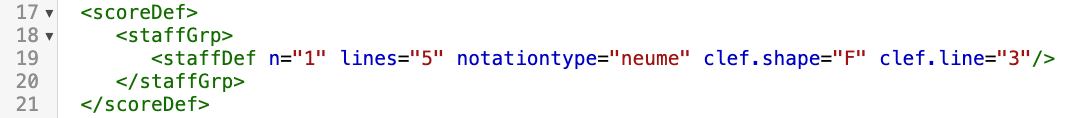 17 <scoreDef>
18 <staffGrp>
19 <staffDef n="1" lines="5" notationtype="neume" clef.shape="F" clef.line="3"/>
20 </staffGrp>
21 </scoreDef>